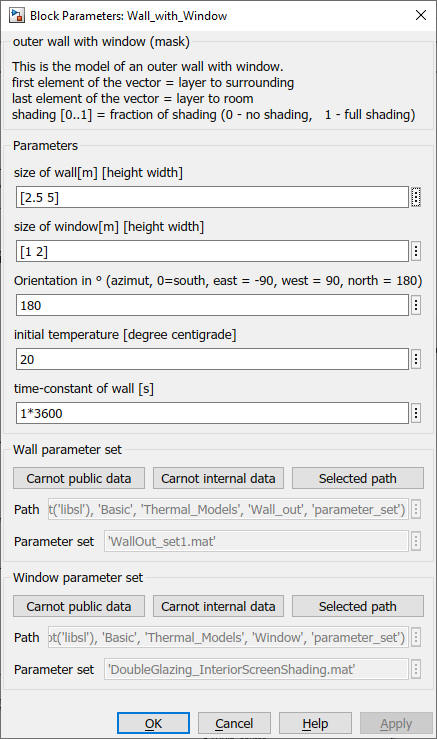 Block Parameters: Wall_with_Window
outer wall with window (mask)
This is the model of an outer wall with window.
first element of the vector = layer to surrounding
last element of the vector = layer to room
shading [0..1] = fraction of shading (0 - no shading,   1 - full shading)
Parameters
size of wall[m] [height width]
[2.5 5]
size of window[m] [height width]
[1 2]
Orientation in ° (azimut, 0=south, east = -90, west = 90, north = 180)
180
initial temperature [degree centigrade]
20
time-constant of wall [s]
1*3600
Wall parameter set
Carnot public data Carnot internal data Selected path
Path ot('libsl'), 'Basic', 'Thermal_Models', 'Wall_out', 'parameter_set')
Parameter set 'WallOut_set1.mat'
Window parameter set
Carnot public data Carnot internal data Selected path
Path ot('libsl'), 'Basic', 'Thermal_Models', 'Window', 'parameter_set')
Parameter set 'DoubleGlazing_InteriorScreenShading.mat'
OK Cancel Help Apply